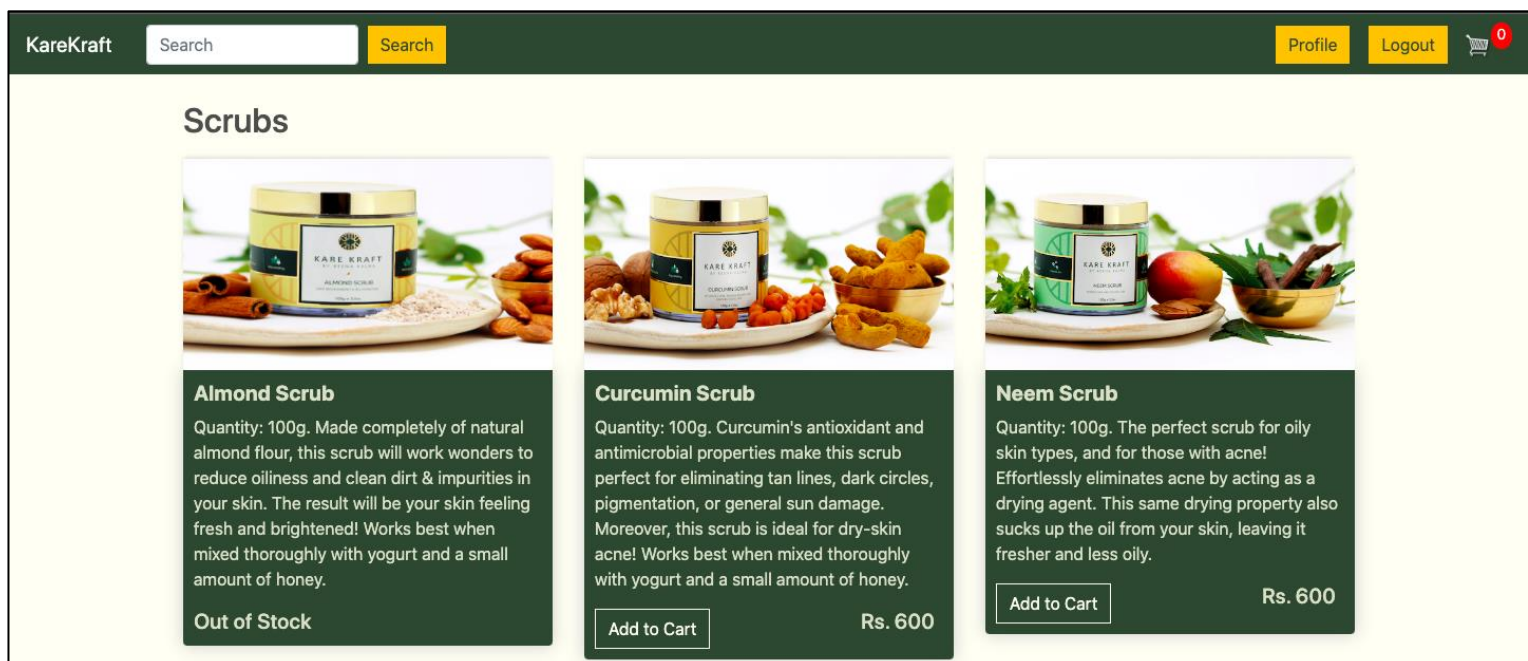 KareKraft
Search
Search
Profile
Logout
0
Scrubs
KARE KRAFT
ALMOND SCRUB
KARE KRAFT
CURCUMIN SCRUB
KARE KRAFT
NEEM SCRUB
Almond Scrub
Quantity: 100g. Made completely of natural
almond flour, this scrub will work wonders to
reduce oiliness and clean dirt & impurities in
your skin. The result will be your skin feeling
fresh and brightened! Works best when
mixed thoroughly with yogurt and a small
amount of honey.
Out of Stock
Curcumin Scrub
Quantity: 100g. Curcumin's antioxidant and
antimicrobial properties make this scrub
perfect for eliminating tan lines, dark circles,
pigmentation, or general sun damage.
Moreover, this scrub is ideal for dry-skin
acne! Works best when mixed thoroughly
with yogurt and a small amount of honey.
Add to Cart
Rs. 600
Neem Scrub
Quantity: 100g. The perfect scrub for oily
skin types, and for those with acne!
Effortlessly eliminates acne by acting as a
drying agent. This same drying property also
sucks up the oil from your skin, leaving it
fresher and less oily.
Add to Cart
Rs. 600